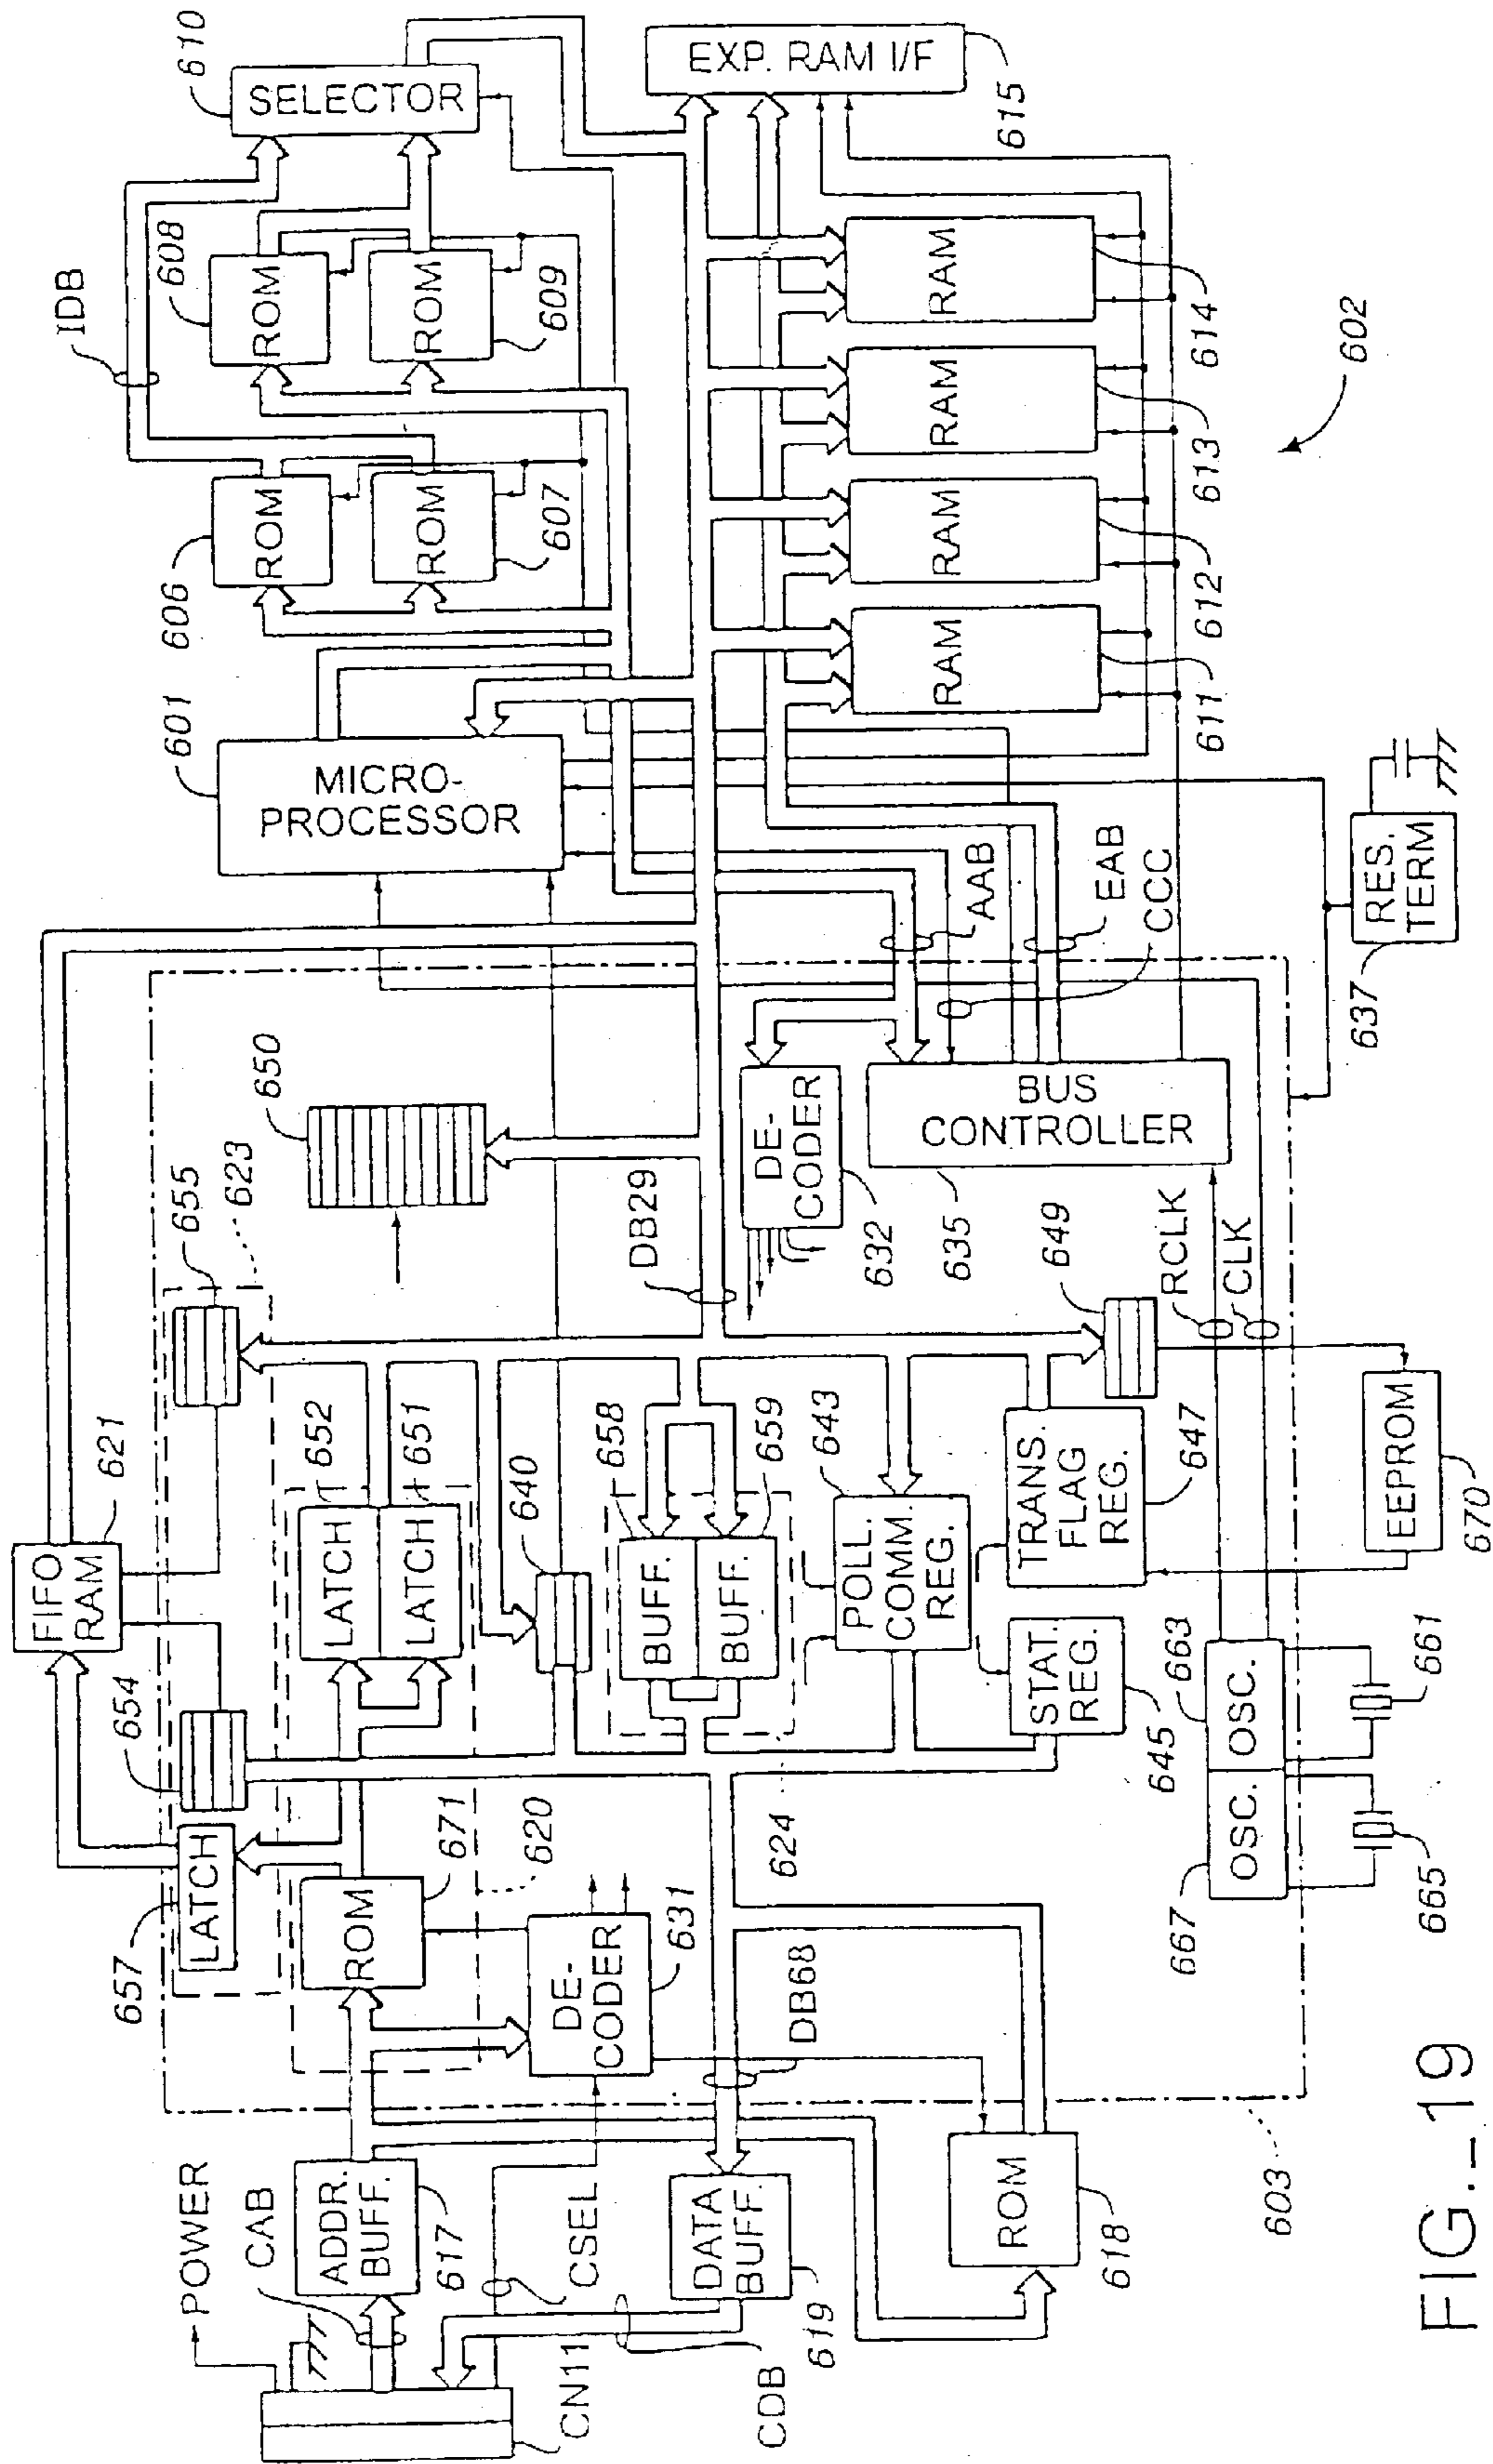 POWER
CAB
ADDR.
BUFF.
617
CN11
CSEL
CDB
DATA
BUFF.
619
ROM
618
603
657
LATCH
ROM
671
620
DE-
CODER
631
DB68
624
654
FIFO
RAM
621
655
623
LATCH
652
LATCH
651
640
BUFF.
658
BUFF.
659
POLL.
COMM.
REG.
643
STAT.
REG.
645
TRANS.
FLAG
REG.
647
649
OSC.
667
OSC.
663
665
661
EEPROM
670
RCLK
CLK
650
DB29
DE-
CODER
632
BUS
CONTROLLER
635
AAB
EAB
CCC
RES.
TERM
637
MICRO-
PROCESSOR
601
ROM
606
ROM
607
ROM
608
ROM
609
IDB
SELECTOR
610
RAM
611
RAM
612
RAM
613
RAM
614
EXP. RAM I/F
615
602
FIG.-19